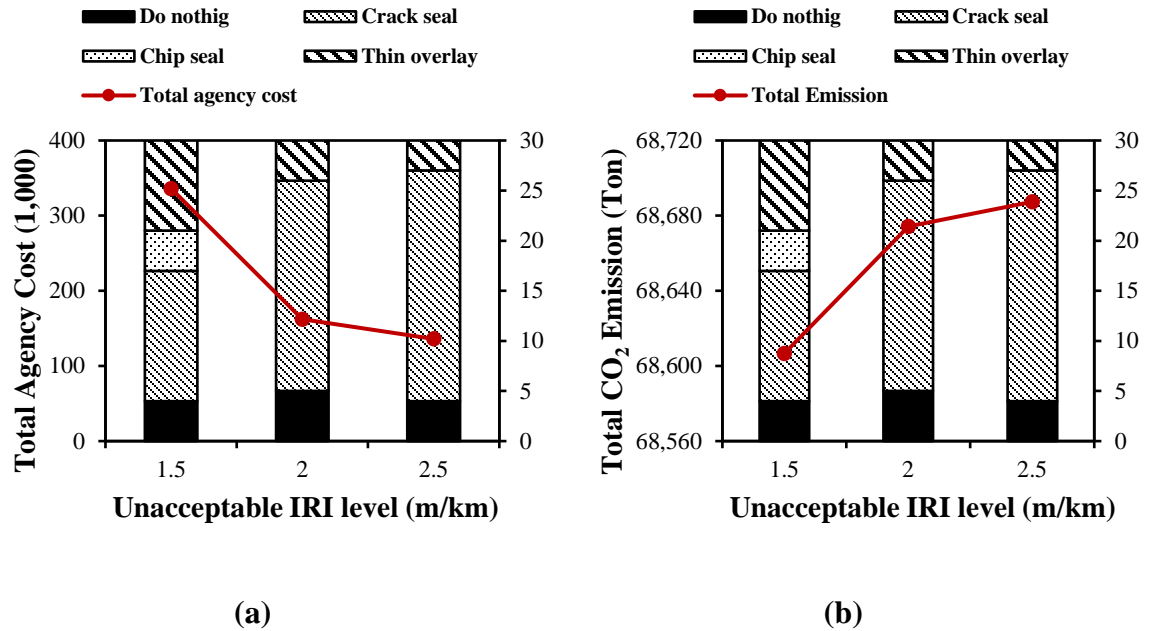 Do nothig
Crack seal
Chip seal
Thin overlay
Total agency cost
400
300
200
100
0
Total Agency Cost (1,000)
30
25
20
15
10
5
0
1.5
2
2.5
Unacceptable IRI level (m/km)
(a)
Do nothig
Crack seal
Chip seal
Thin overlay
Total Emission
68,720
68,680
68,640
68,600
68,560
Total CO₂ Emission (Ton)
30
25
20
15
10
5
0
1.5
2
2.5
Unacceptable IRI level (m/km)
(b)